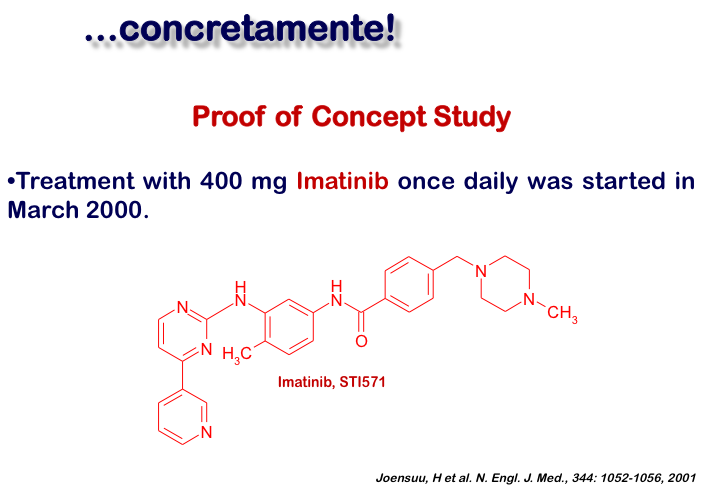 ...concretamente!
Proof of Concept Study
•Treatment with 400 mg Imatinib once daily was started in
March 2000.
H
N
H
N
N
N
N
N
CH3
O
H3C
N
Imatinib, STI571
Joensuu, H et al. N. Engl. J. Med., 344: 1052-1056, 2001